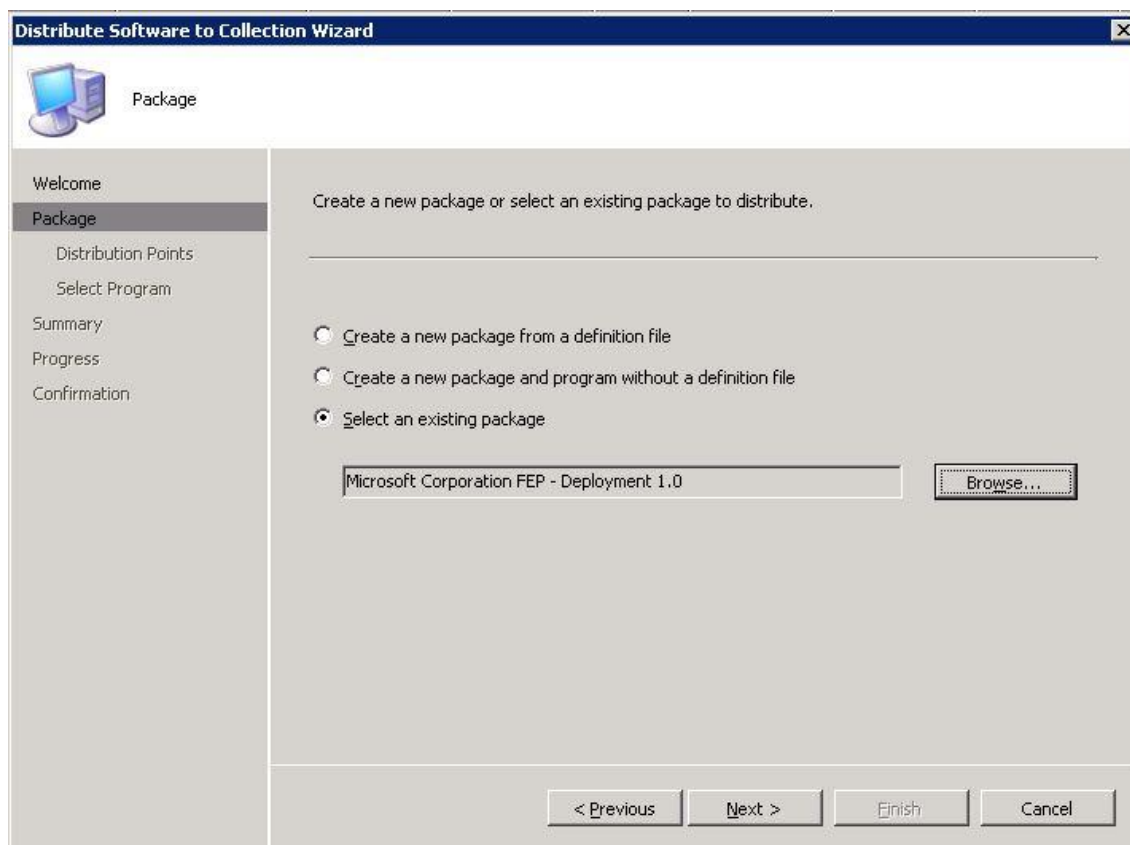 Distribute Software to Collection Wizard
Package
Welcome
Package
Distribution Points
Select Program
Summary
Progress
Confirmation
Create a new package or select an existing package to distribute.
Create a new package from a definition file
Create a new package and program without a definition file
Select an existing package
Microsoft Corporation FEP - Deployment 1.0
Browse...
< Previous
Next >
Finish
Cancel